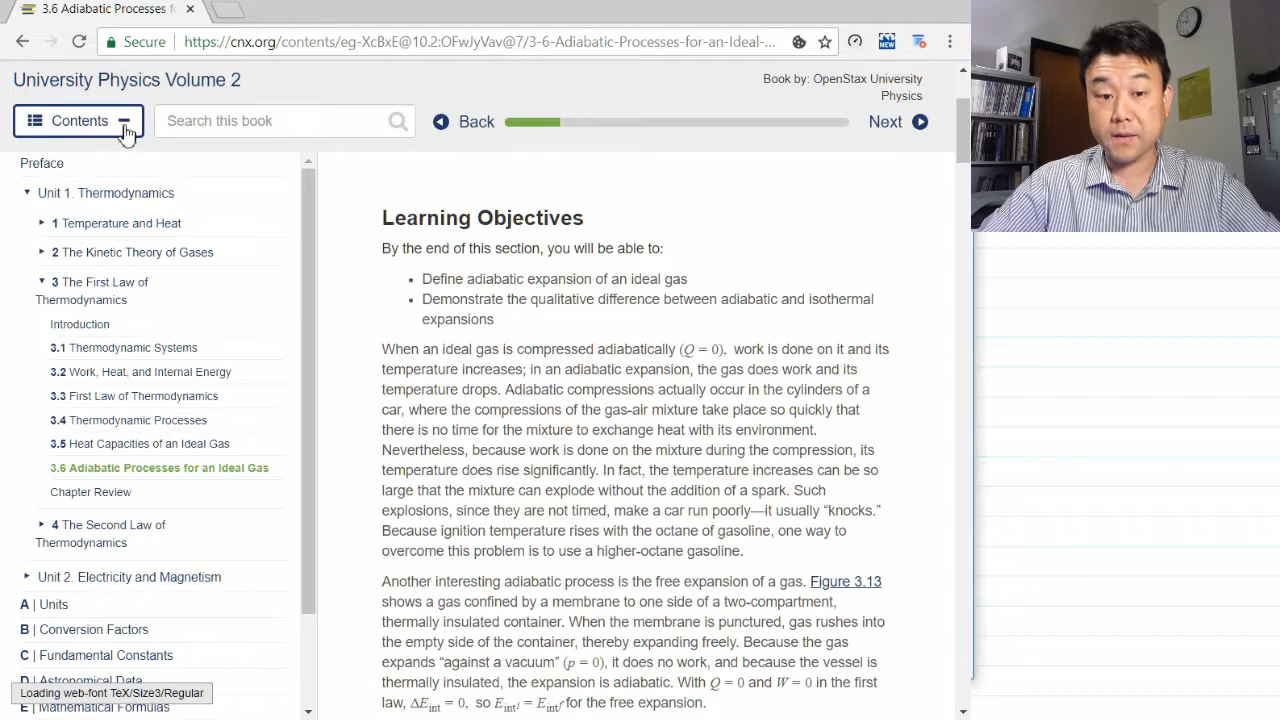 3.6 Adiabatic Processes f
Secure
https://cnx.org/contents/eg-XcBxE@10.2:OFwJyVav@7/3-6-Adiabatic-Processes-for-an-Ideal-...
NEW
University Physics Volume 2
Book by: OpenStax University
Physics
Contents
Search this book
Back
Next
Preface
Unit 1. Thermodynamics
1 Temperature and Heat
2 The Kinetic Theory of Gases
3 The First Law of
Thermodynamics
Introduction
3.1 Thermodynamic Systems
3.2 Work, Heat, and Internal Energy
3.3 First Law of Thermodynamics
3.4 Thermodynamic Processes
3.5 Heat Capacities of an Ideal Gas
3.6 Adiabatic Processes for an Ideal Gas
Chapter Review
4 The Second Law of
Thermodynamics
Unit 2. Electricity and Magnetism
A | Units
B | Conversion Factors
C | Fundamental Constants
D | Astronomical Data
E | Mathematical Formulas
Loading web-font TeX/Size3/Regular
Learning Objectives
By the end of this section, you will be able to:
• Define adiabatic expansion of an ideal gas
• Demonstrate the qualitative difference between adiabatic and isothermal
expansions
When an ideal gas is compressed adiabatically (Q = 0), work is done on it and its
temperature increases; in an adiabatic expansion, the gas does work and its
temperature drops. Adiabatic compressions actually occur in the cylinders of a
car, where the compressions of the gas-air mixture take place so quickly that
there is no time for the mixture to exchange heat with its environment.
Nevertheless, because work is done on the mixture during the compression, its
temperature does rise significantly. In fact, the temperature increases can be so
large that the mixture can explode without the addition of a spark. Such
explosions, since they are not timed, make a car run poorly—it usually “knocks.”
Because ignition temperature rises with the octane of gasoline, one way to
overcome this problem is to use a higher-octane gasoline.
Another interesting adiabatic process is the free expansion of a gas. Figure 3.13
shows a gas confined by a membrane to one side of a two-compartment,
thermally insulated container. When the membrane is punctured, gas rushes into
the empty side of the container, thereby expanding freely. Because the gas
expands “against a vacuum” (p = 0), it does no work, and because the vessel is
thermally insulated, the expansion is adiabatic. With Q = 0 and W = 0 in the first
law, ΔEint = 0, so Einti = Eintf for the free expansion.